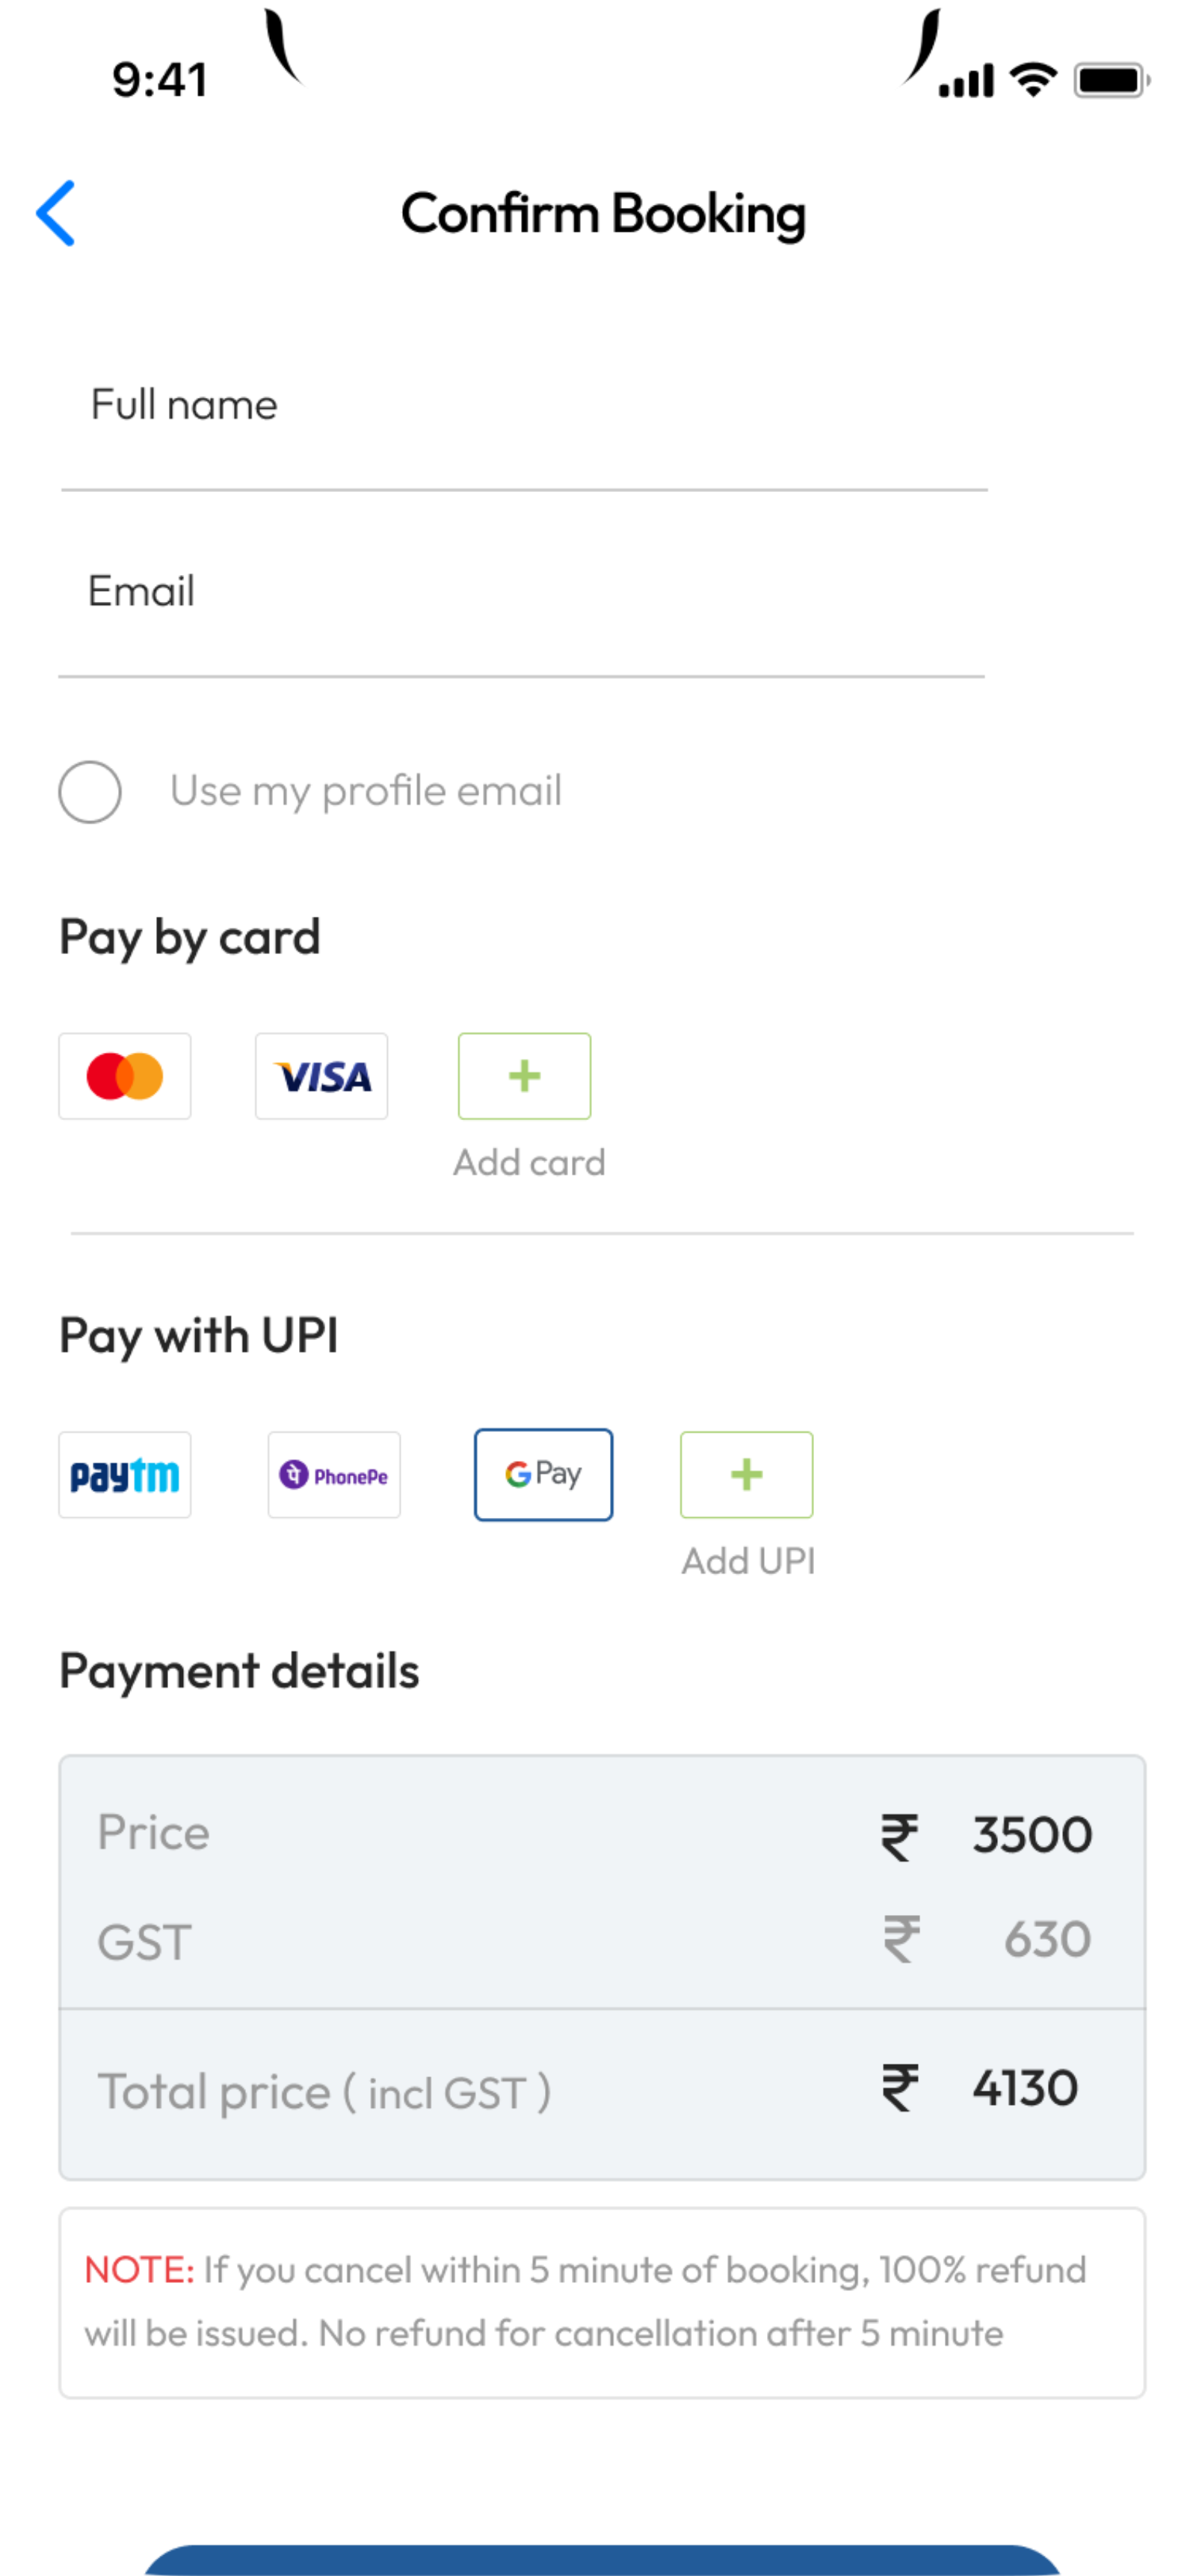 9:41
Confirm Booking
Full name
Email
Use my profile email
Pay by card
VISA
+
Add card
Pay with UPI
paytm
पे PhonePe
G Pay
+
Add UPI
Payment details
Price ₹ 3500
GST ₹ 630
Total price ( incl GST ) ₹ 4130
NOTE: If you cancel within 5 minute of booking, 100% refund
will be issued. No refund for cancellation after 5 minute